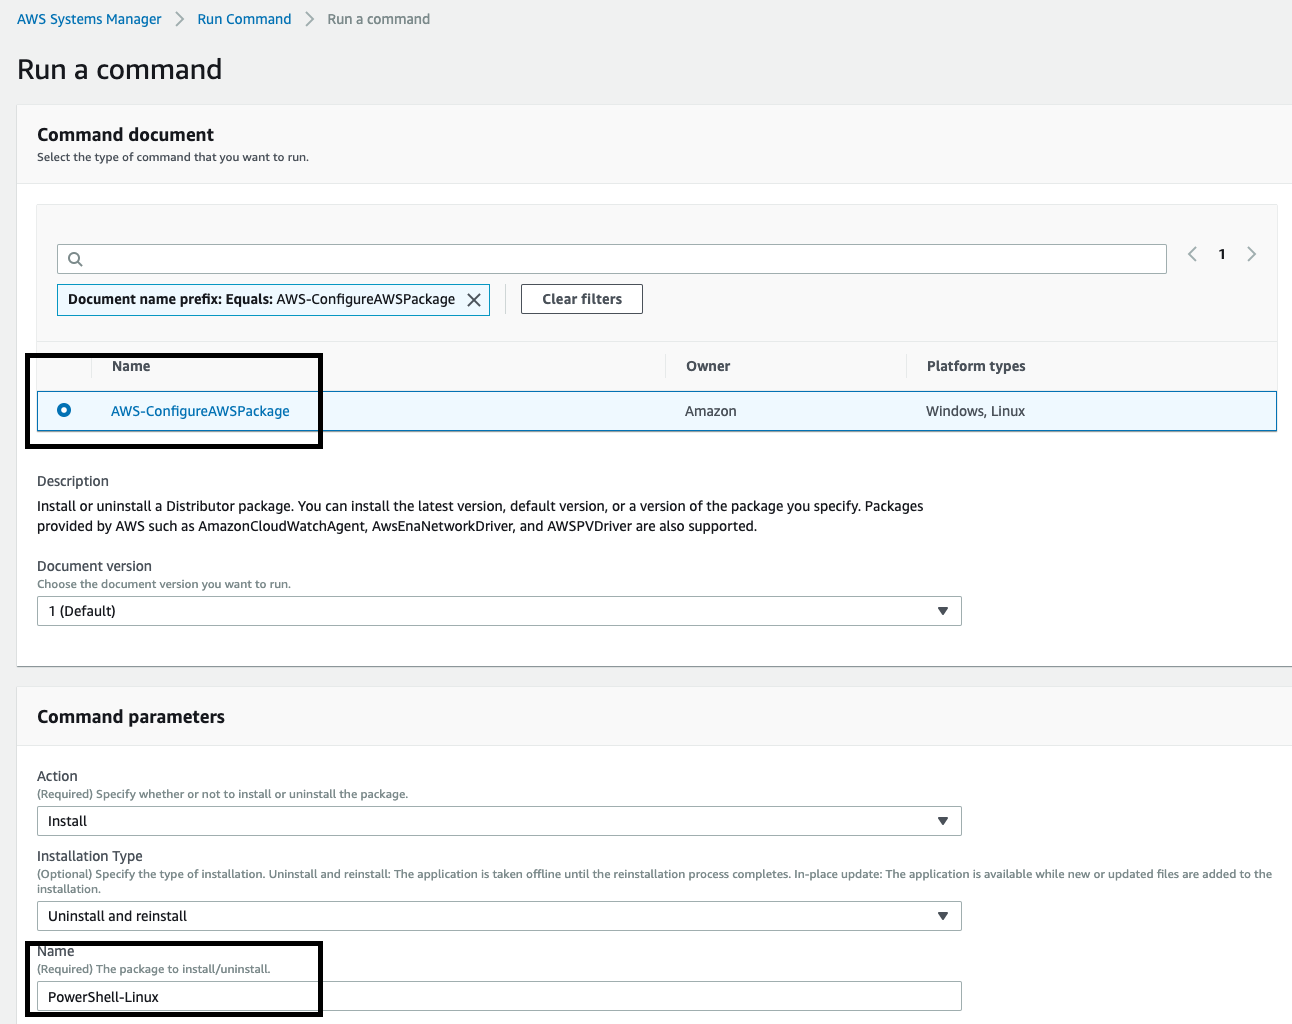 AWS Systems Manager > Run Command > Run a command
Run a command
Command document
Select the type of command that you want to run.
1
Document name prefix: Equals: AWS-ConfigureAWSPackage
Clear filters
Name Owner Platform types
AWS-ConfigureAWSPackage Amazon Windows, Linux
Description
Install or uninstall a Distributor package. You can install the latest version, default version, or a version of the package you specify. Packages
provided by AWS such as AmazonCloudWatchAgent, AwsEnaNetworkDriver, and AWSPVDriver are also supported.
Document version
Choose the document version you want to run.
1 (Default)
Command parameters
Action
(Required) Specify whether or not to install or uninstall the package.
Install
Installation Type
(Optional) Specify the type of installation. Uninstall and reinstall: The application is taken offline until the reinstallation process completes. In-place update: The application is available while new or updated files are added to the
installation.
Uninstall and reinstall
Name
(Required) The package to install/uninstall.
PowerShell-Linux